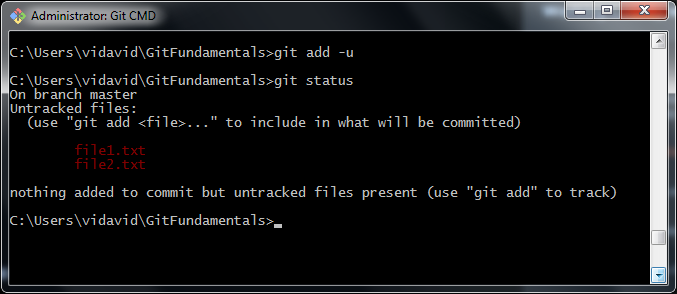 Administrator: Git CMD
C:\Users\vidavid\GitFundamentals>git add -u
C:\Users\vidavid\GitFundamentals>git status
On branch master
Untracked files:
(use "git add <file>..." to include in what will be committed)
file1.txt
file2.txt
nothing added to commit but untracked files present (use "git add" to track)
C:\Users\vidavid\GitFundamentals>